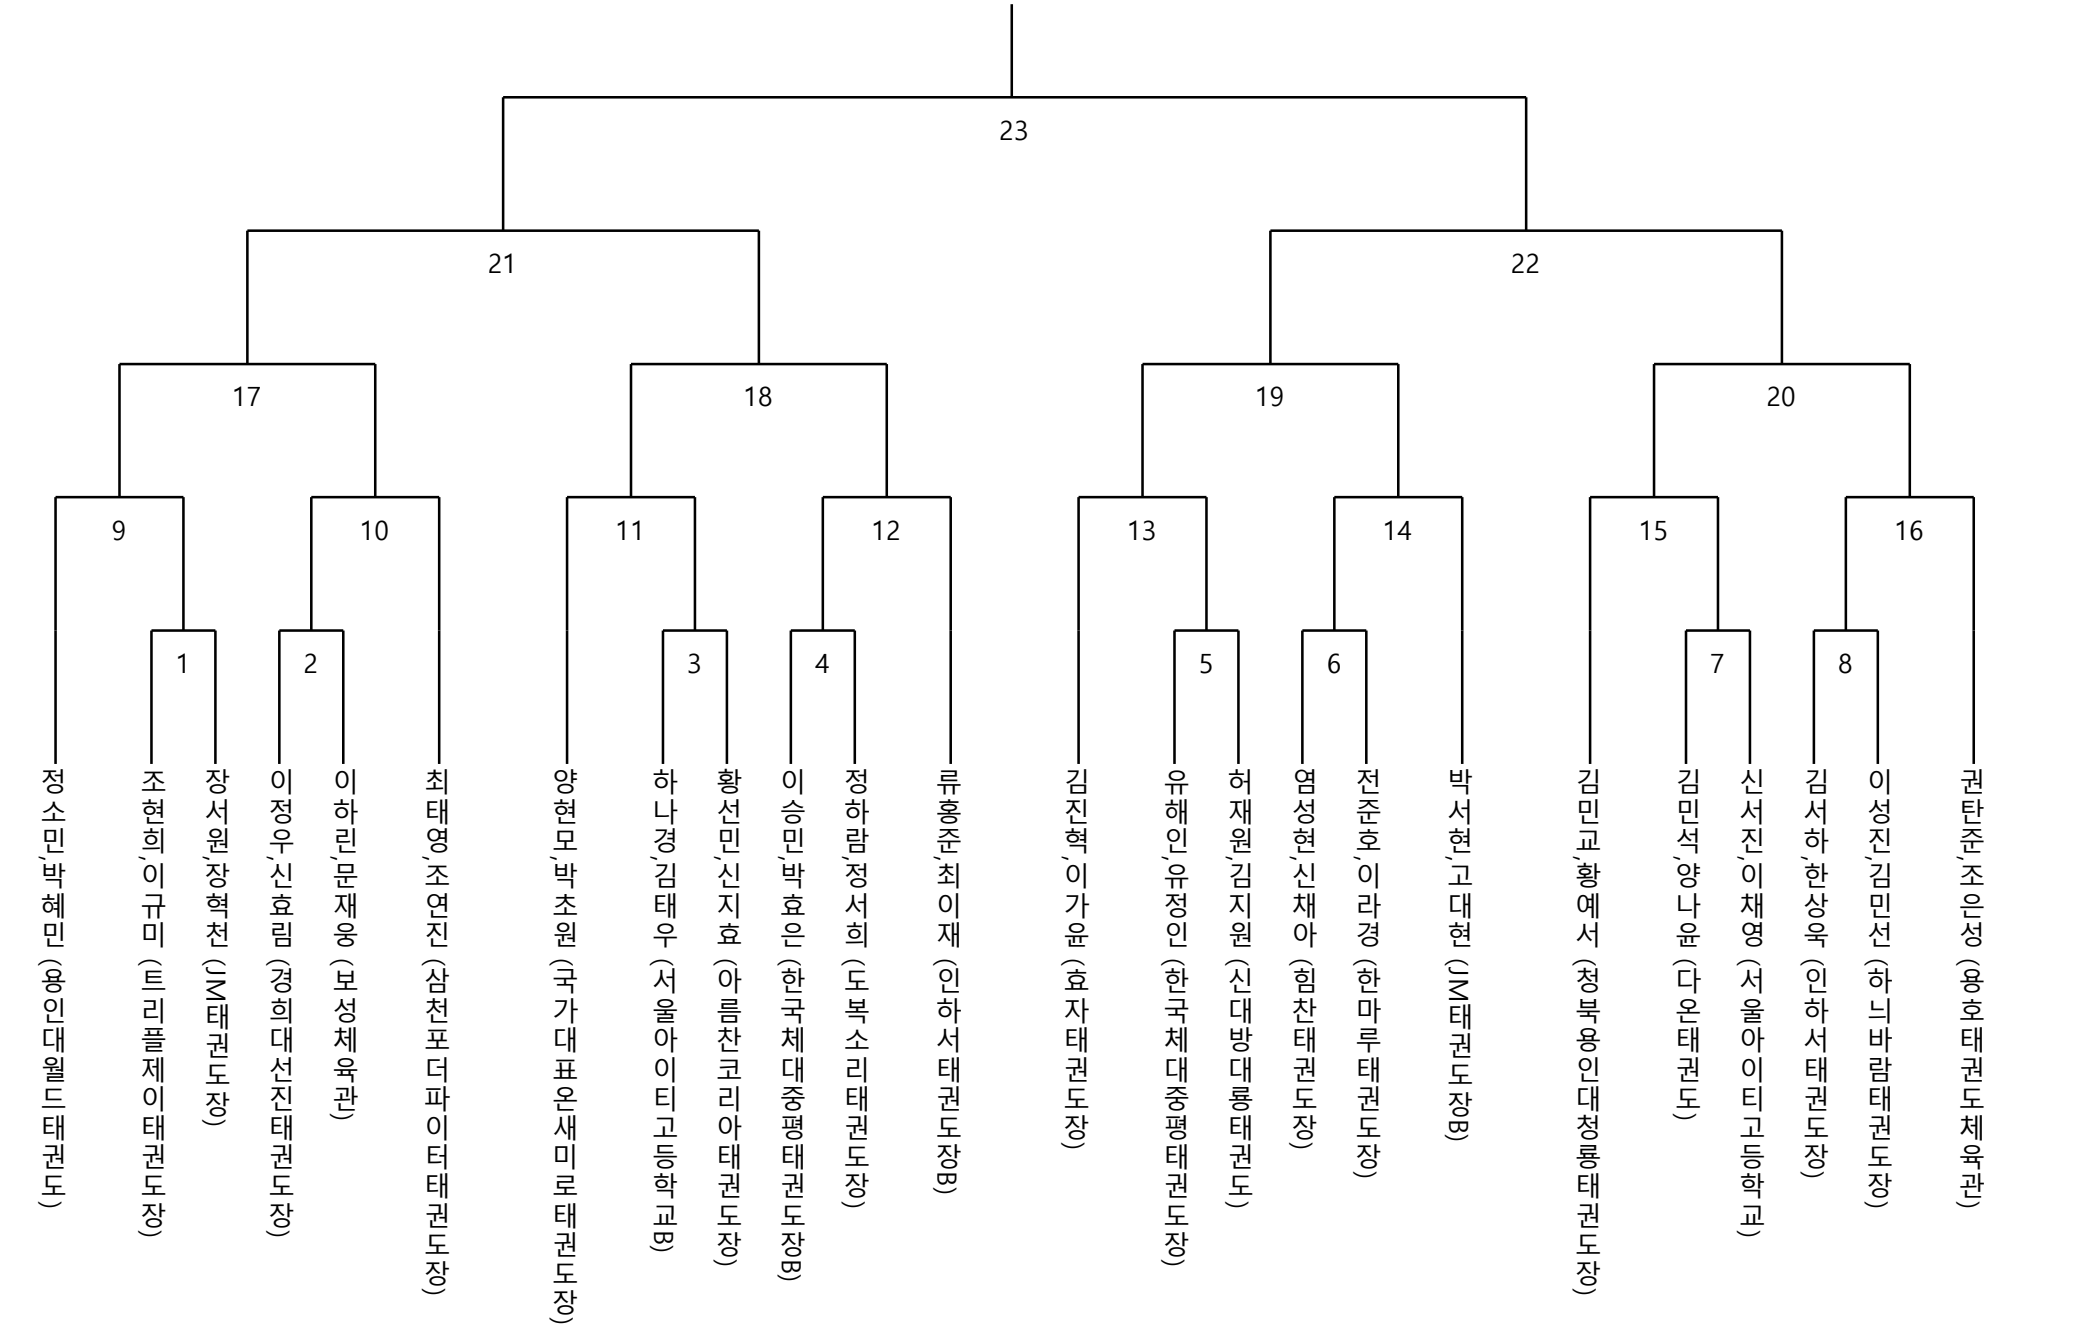 23
21
22
17
18
19
20
9
10
11
12
13
14
15
16
1
2
3
4
5
6
7
8
정소민,박혜민 (용인대월드태권도)
조현희,이규미 (트리플제이태권도장)
장서원,장혁천 (JM태권도장)
이정우,신효림 (경희대선진태권도장)
이하린,문재웅 (보성체육관)
최태영,조연진 (삼천포더파이터태권도장)
양현모,박초원 (국가대표온새미로태권도장)
하나경,김태우 (서울아이티고등학교B)
황선민,신지효 (아름찬코리아태권도장)
이승민,박효은 (한국체대중평태권도장B)
정하람,정서희 (도복소리태권도장)
류홍준,최이재 (인하서태권도장B)
김진혁,이가윤 (효자태권도장)
유해인,유정인 (한국체대중평태권도장)
허재원,김지원 (신대방대룡태권도)
염성현,신채아 (힘찬태권도장)
전준호,이라경 (한마루태권도장)
박서현,고대현 (JM태권도장B)
김민교,황예서 (청북용인대청룡태권도장)
김민석,양나윤 (다온태권도)
신서진,이채영 (서울아이티고등학교)
김서하,한상욱 (인하서태권도장)
이성진,김민선 (하늬바람태권도장)
권탄준,조은성 (용호태권도체육관)